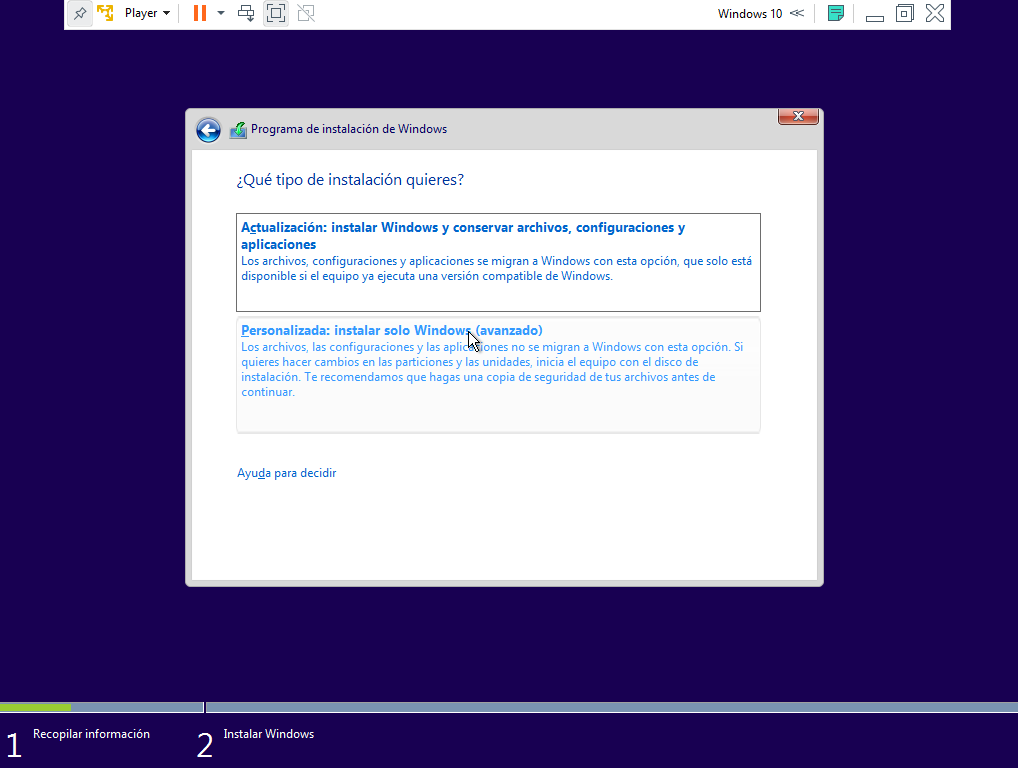 Player
Windows 10
Programa de instalación de Windows
¿Qué tipo de instalación quieres?
Actualización: instalar Windows y conservar archivos, configuraciones y
aplicaciones
Los archivos, configuraciones y aplicaciones se migran a Windows con esta opción, que solo está
disponible si el equipo ya ejecuta una versión compatible de Windows.
Personalizada: instalar solo Windows (avanzado)
Los archivos, las configuraciones y las aplicaciones no se migran a Windows con esta opción. Si
quieres hacer cambios en las particiones y las unidades, inicia el equipo con el disco de
instalación. Te recomendamos que hagas una copia de seguridad de tus archivos antes de
continuar.
Ayuda para decidir
1 Recopilar información
2 Instalar Windows